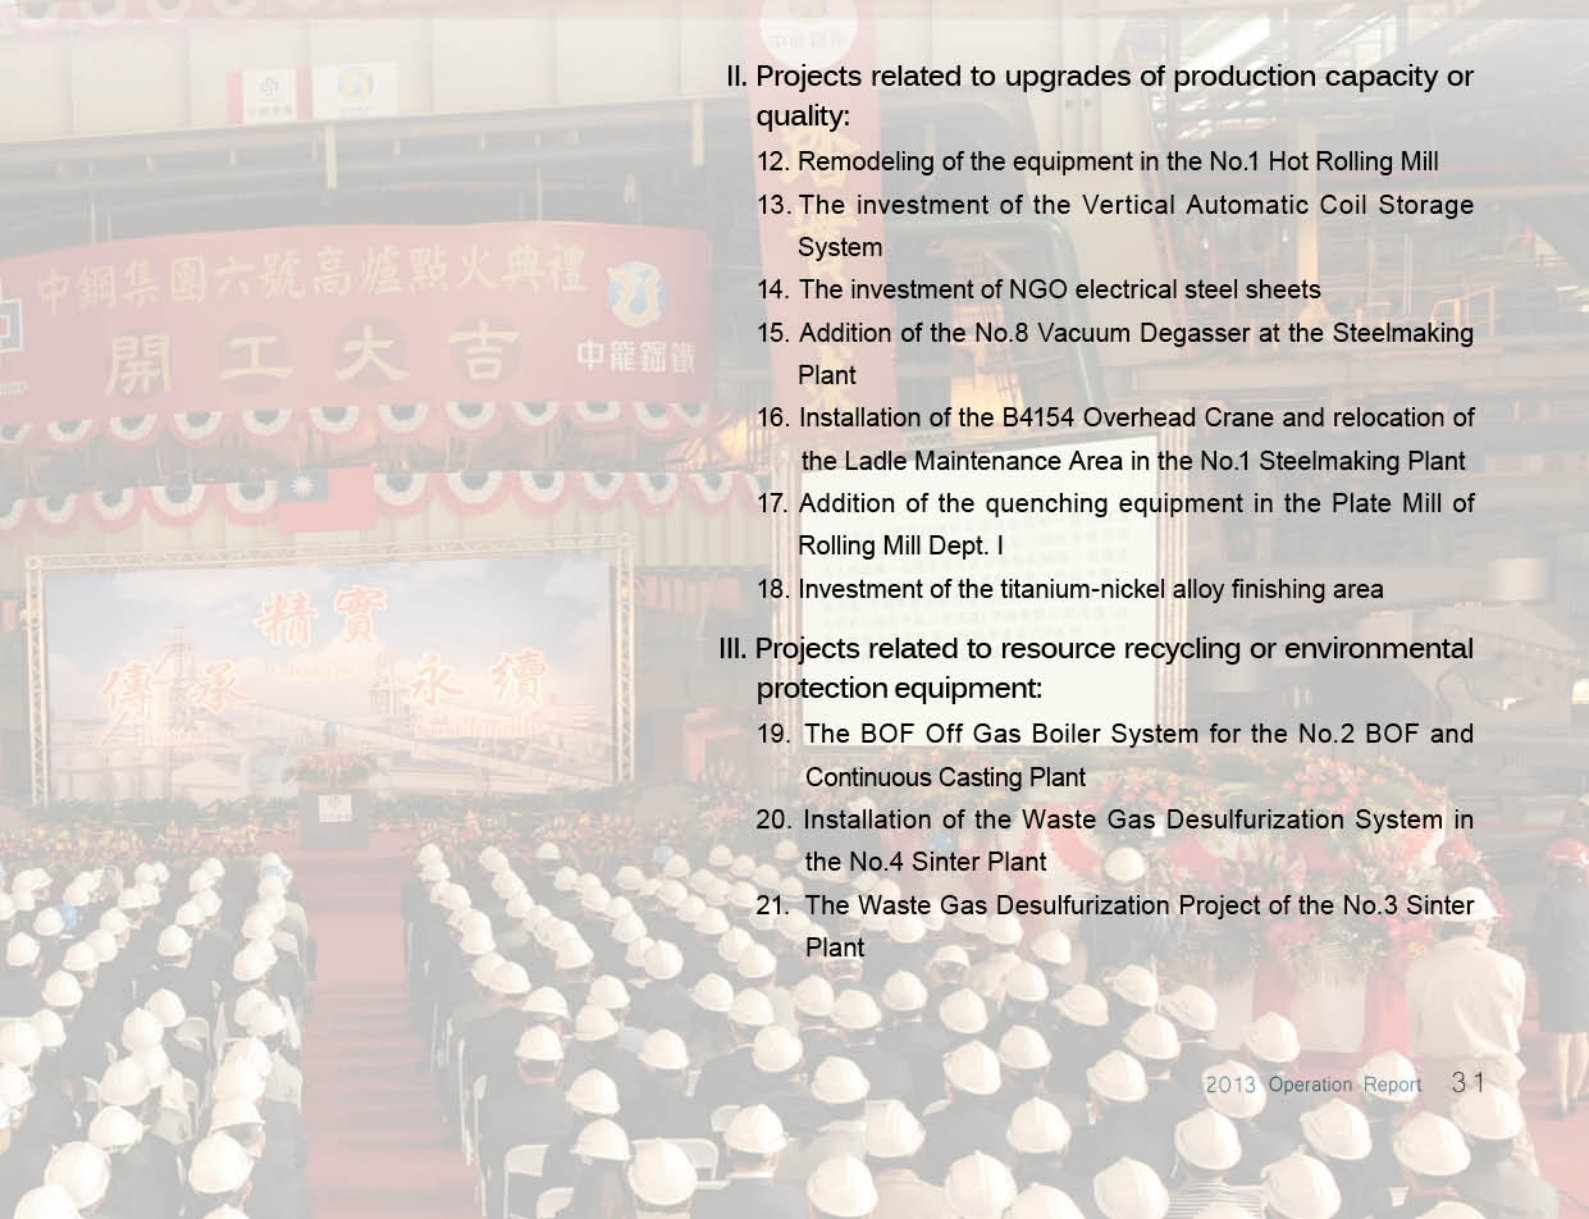 中鋼集團六號高爐點火典禮
開工大吉
中龍鋼鐵
精實
傳承
永續
II. Projects related to upgrades of production capacity or
quality:
12. Remodeling of the equipment in the No.1 Hot Rolling Mill
13. The investment of the Vertical Automatic Coil Storage
System
14. The investment of NGO electrical steel sheets
15. Addition of the No.8 Vacuum Degasser at the Steelmaking
Plant
16. Installation of the B4154 Overhead Crane and relocation of
the Ladle Maintenance Area in the No.1 Steelmaking Plant
17. Addition of the quenching equipment in the Plate Mill of
Rolling Mill Dept. I
18. Investment of the titanium-nickel alloy finishing area
III. Projects related to resource recycling or environmental
protection equipment:
19. The BOF Off Gas Boiler System for the No.2 BOF and
Continuous Casting Plant
20. Installation of the Waste Gas Desulfurization System in
the No.4 Sinter Plant
21. The Waste Gas Desulfurization Project of the No.3 Sinter
Plant
2013 Operation Report 31